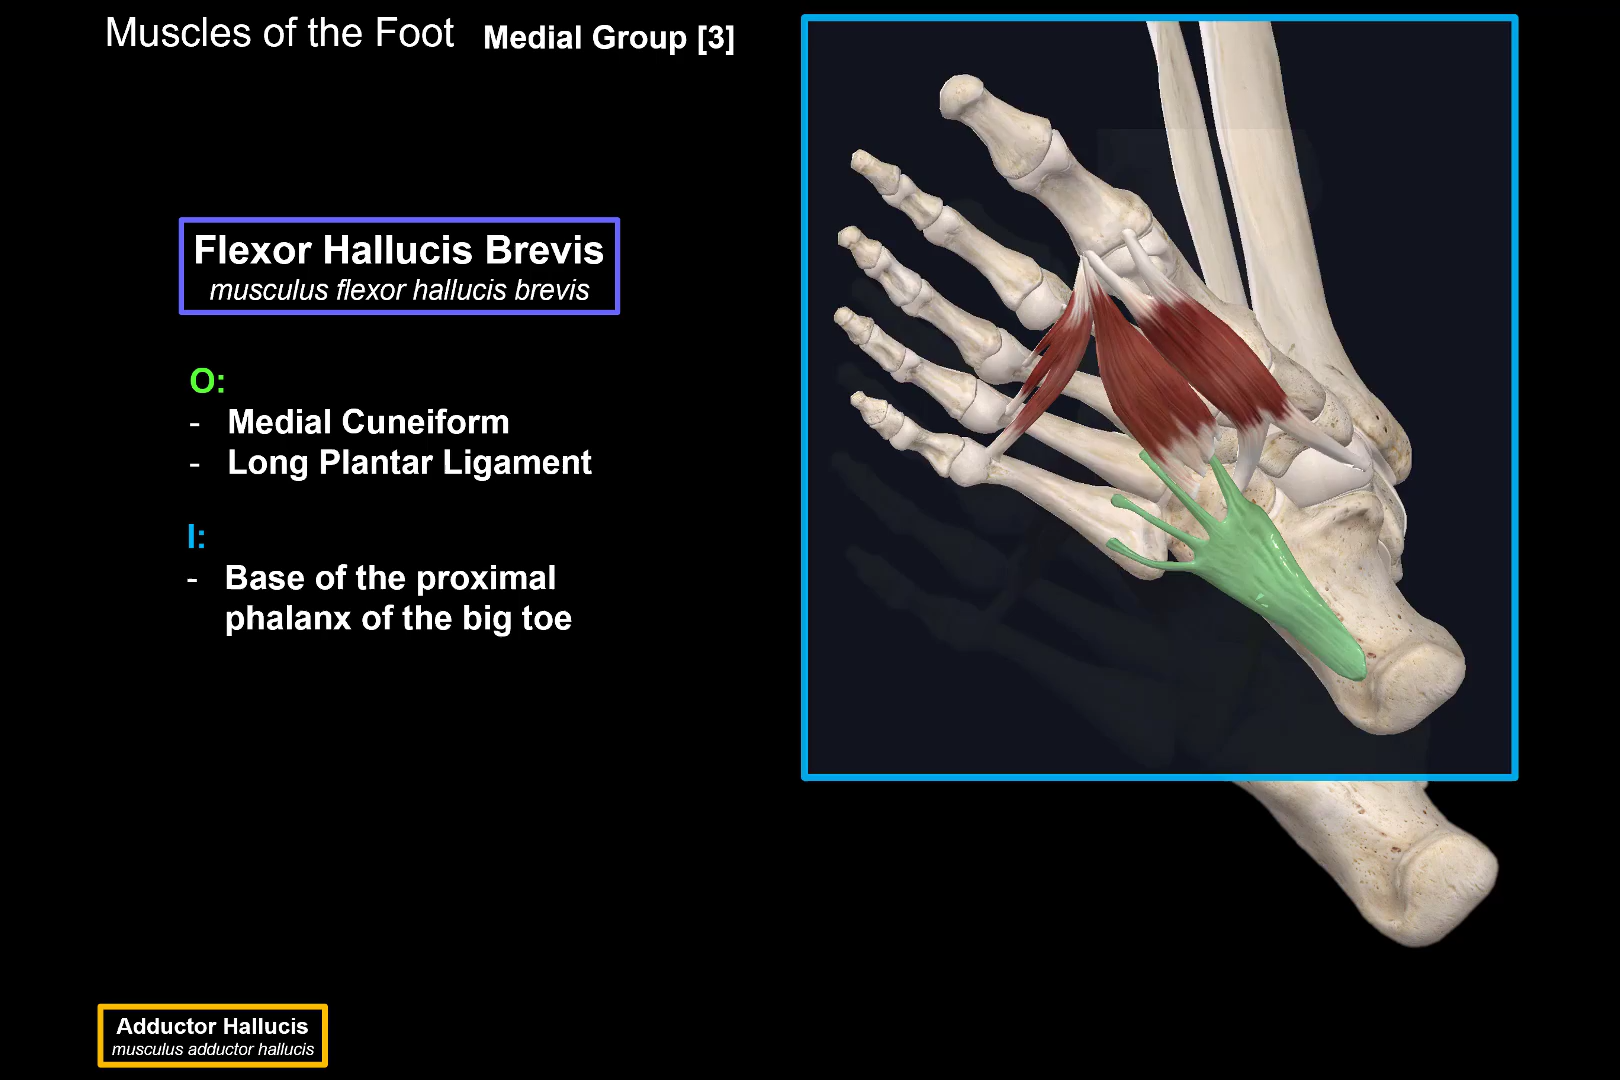 Muscles of the Foot Medial Group [3]
Flexor Hallucis Brevis
musculus flexor hallucis brevis
O:
- Medial Cuneiform
- Long Plantar Ligament
I:
- Base of the proximal
phalanx of the big toe
Adductor Hallucis
musculus adductor hallucis